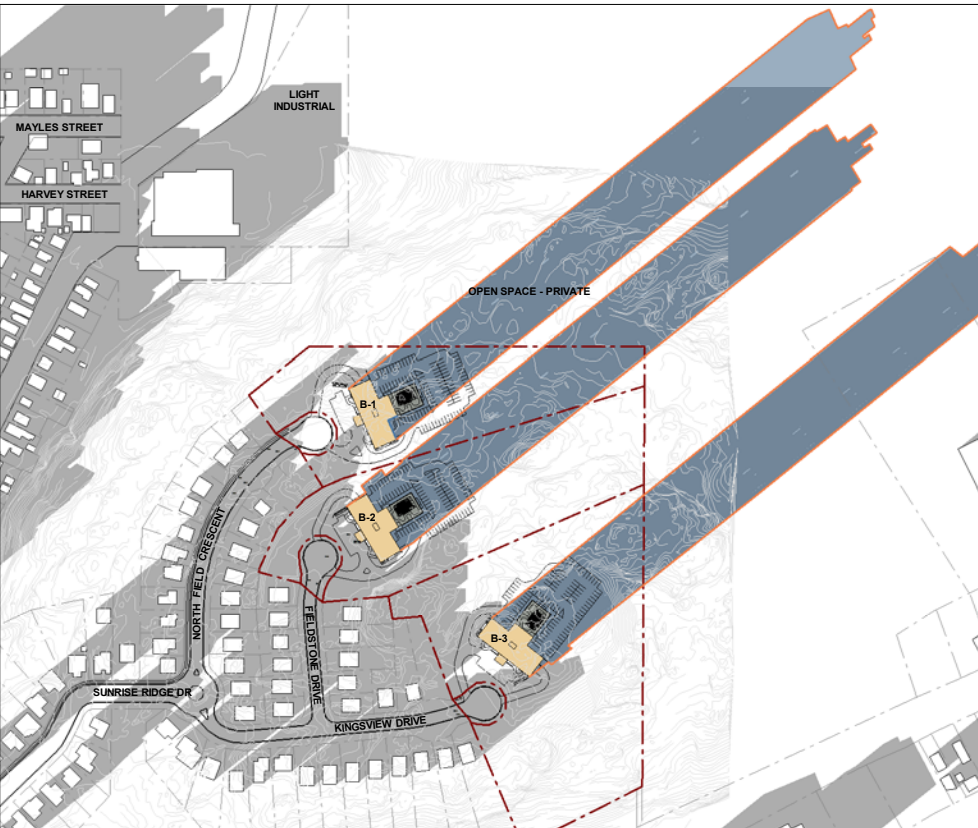 LIGHT
INDUSTRIAL
MAYLES STREET
HARVEY STREET
OPEN SPACE - PRIVATE
B-1
B-2
NORTH FIELD CRESCENT
FIELDSTONE DRIVE
B-3
SUNRISE RIDGE DR
KINGSVIEW DRIVE